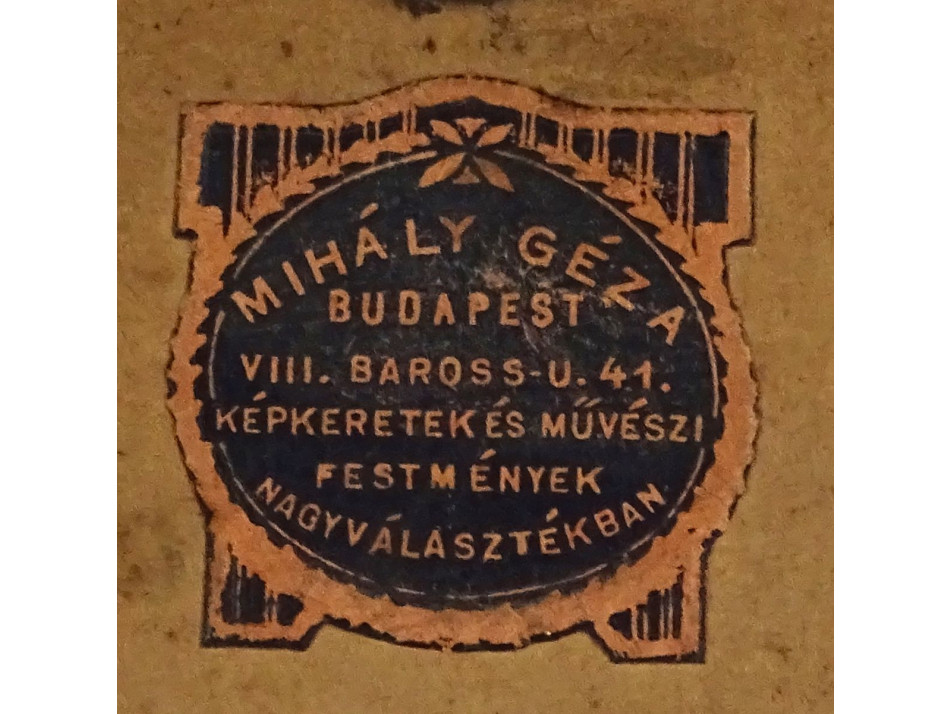 MIHÁLY GÉZA
BUDAPEST
VIII. BAROSS-U. 41.
KÉPKERETEK ÉS MŰVÉSZI
FESTMÉNYEK
NAGYVÁLASZTÉKBAN